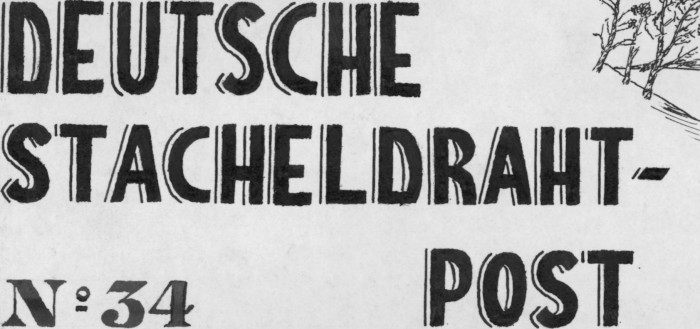 DEUTSCHE
STACHELDRAHT-
POST
Nº 34